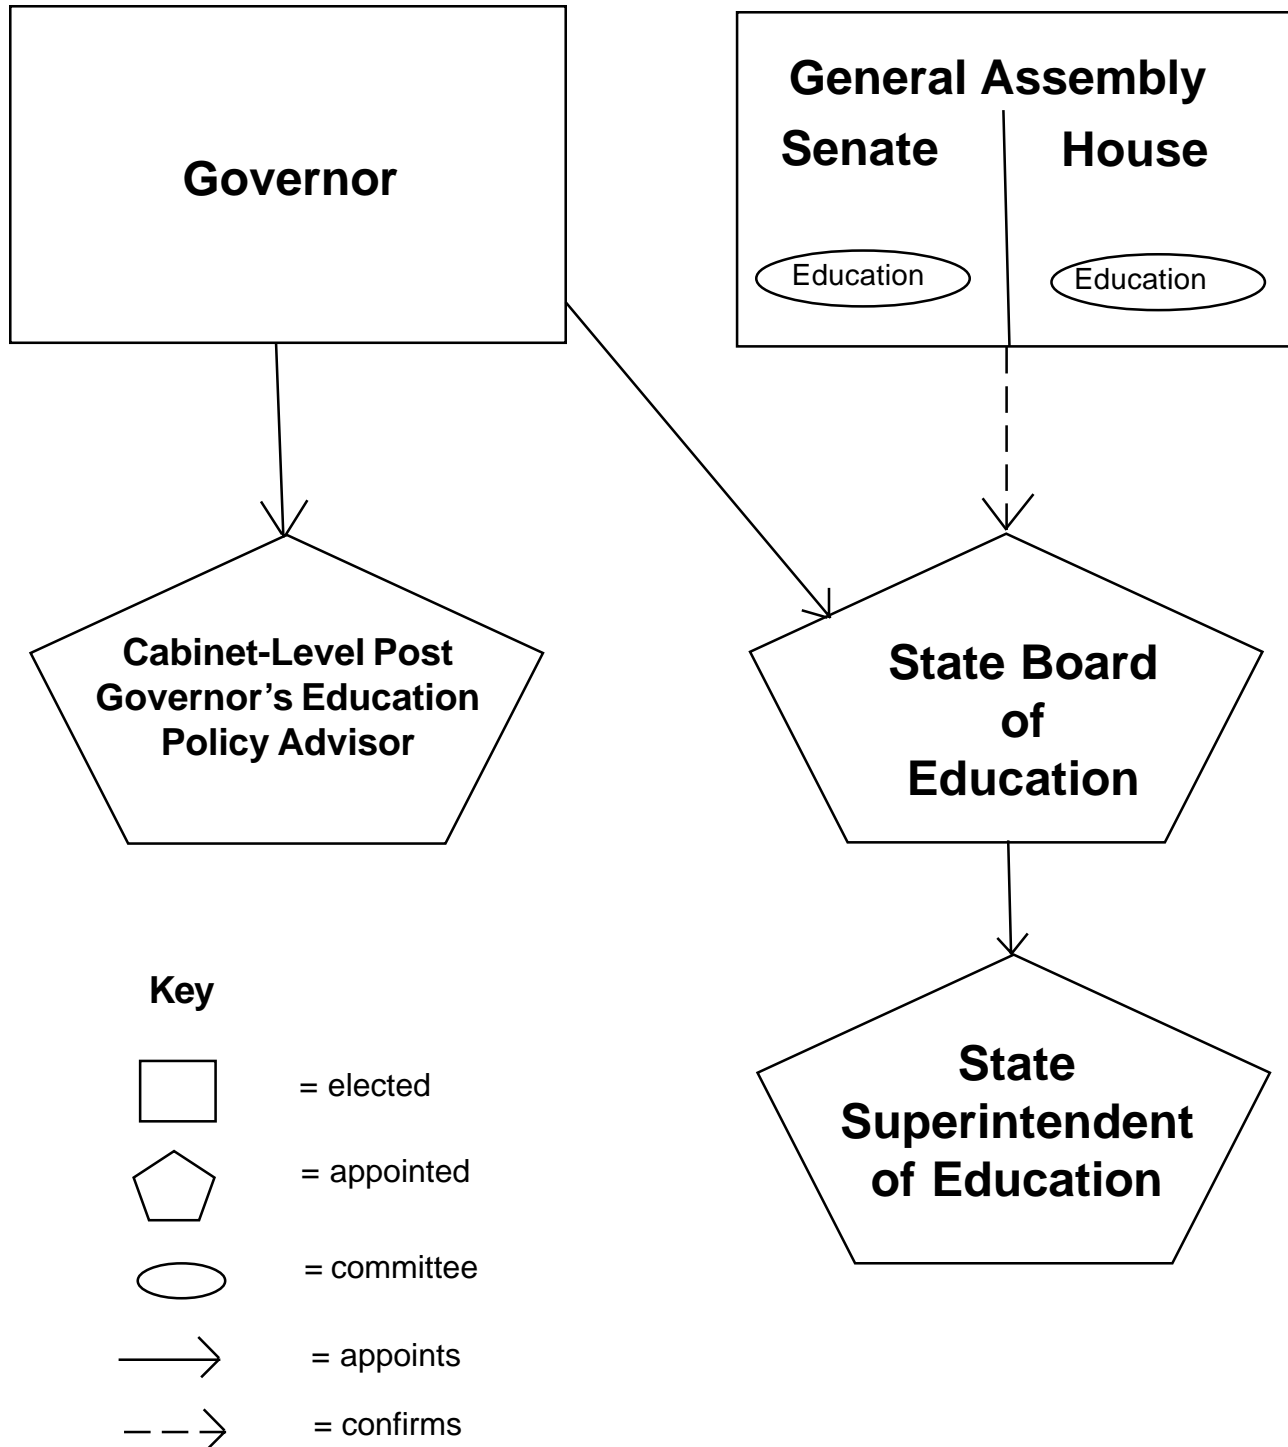 Governor
General Assembly
Senate House
Education Education
Cabinet-Level Post
Governor’s Education
Policy Advisor
State Board
of
Education
State
Superintendent
of Education
Key
= elected
= appointed
= committee
= appoints
= confirms